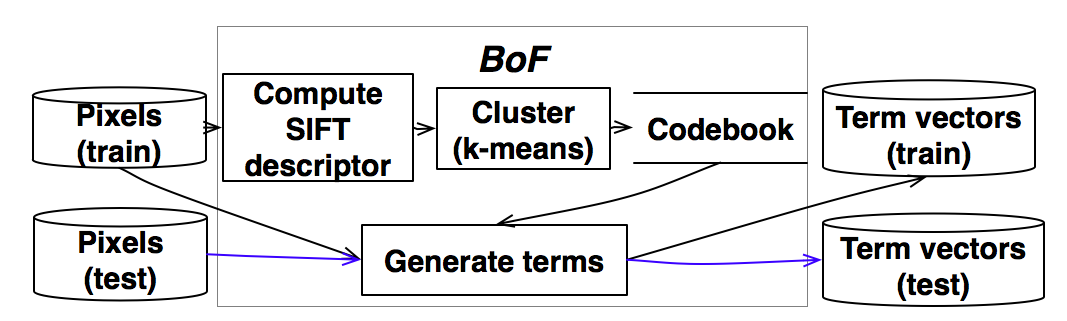 BoF
Pixels
(train)
Compute
SIFT
descriptor
Cluster
(k-means)
Codebook
Term vectors
(train)
Pixels
(test)
Generate terms
Term vectors
(test)